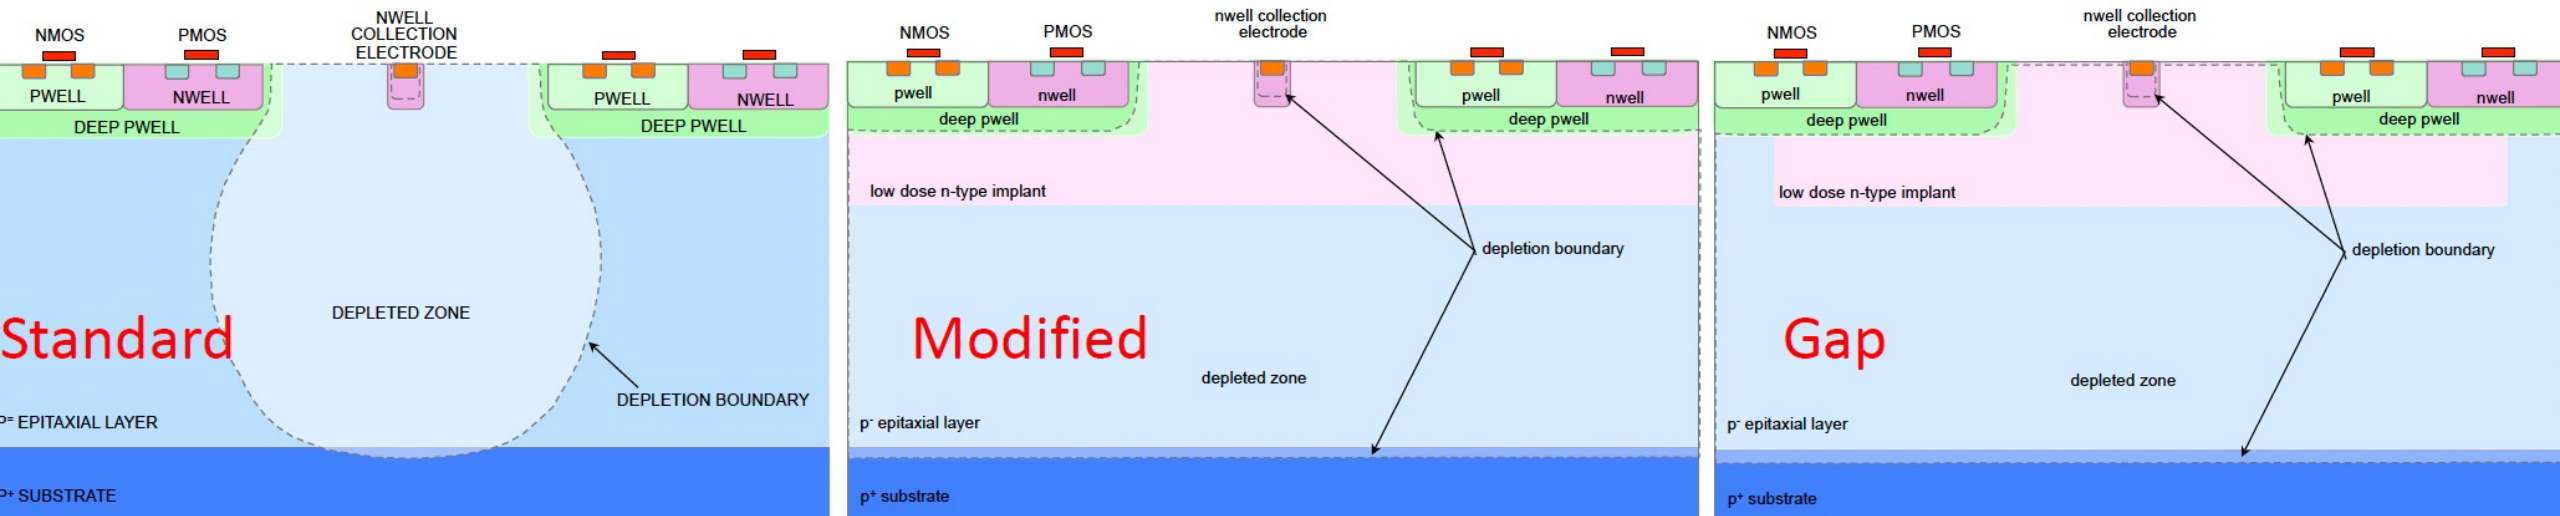 NMOS
PMOS
NWELL
COLLECTION
ELECTRODE
PWELL
NWELL
DEEP PWELL
PWELL
NWELL
DEEP PWELL
DEPLETED ZONE
Standard
DEPLETION BOUNDARY
P= EPITAXIAL LAYER
P+ SUBSTRATE
NMOS
PMOS
nwell collection
electrode
pwell
nwell
deep pwell
pwell
nwell
deep pwell
low dose n-type implant
depletion boundary
Modified
depleted zone
p- epitaxial layer
p+ substrate
NMOS
PMOS
nwell collection
electrode
pwell
nwell
deep pwell
pwell
nwell
deep pwell
low dose n-type implant
depletion boundary
Gap
depleted zone
p- epitaxial layer
p+ substrate